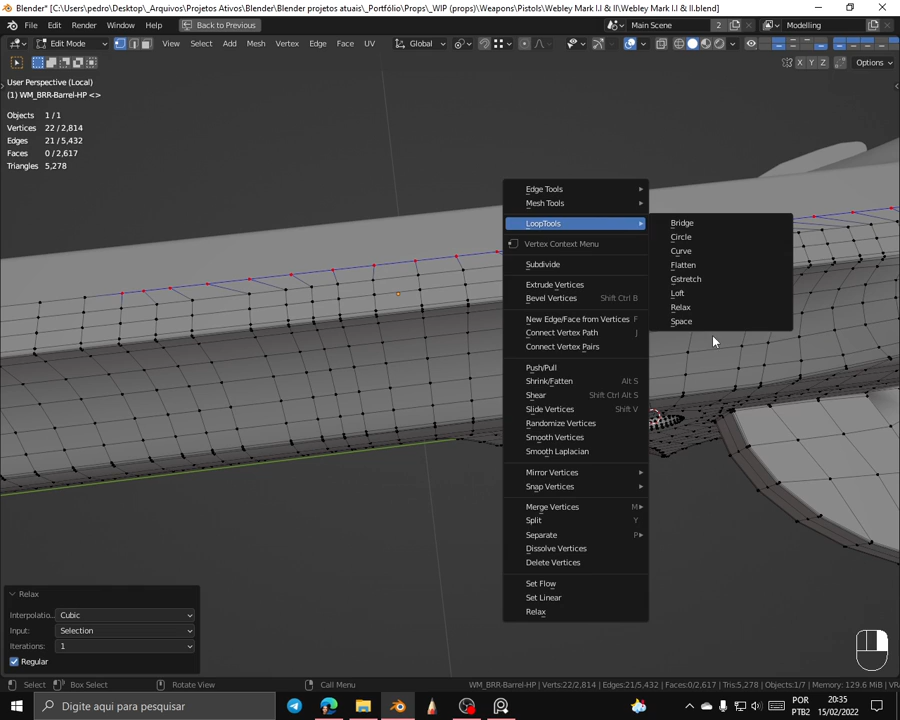 Blender* [C:\Users\pedro\Desktop\_Arquivos\Projetos Ativos\Blender\Blender projetos atuais\_Portfólio\Props\_WIP (props)\Weapons\Pistols\Webley Mark I.I & II\Webley Mark I.I & II.blend]
File Edit Render Window Help Back to Previous Main Scene 2 Modelling
Edit Mode View Select Add Mesh Vertex Edge Face UV Global
X Y Z Options
User Perspective (Local)
(1) WM_BRR-Barrel-HP <>
Objects 1/1
Vertices 22/2,814
Edges 21/5,432
Faces 0/2,617
Triangles 5,278
Edge Tools
Mesh Tools
LoopTools
Vertex Context Menu
Subdivide
Extrude Vertices
Bevel Vertices Shift Ctrl B
New Edge/Face from Vertices F
Connect Vertex Path J
Connect Vertex Pairs
Push/Pull
Shrink/Fatten Alt S
Shear Shift Ctrl Alt S
Slide Vertices Shift V
Randomize Vertices
Smooth Vertices
Smooth Laplacian
Mirror Vertices
Snap Vertices
Merge Vertices M
Split Y
Separate P
Dissolve Vertices
Delete Vertices
Set Flow
Set Linear
Relax
Bridge
Circle
Curve
Flatten
Gstretch
Loft
Relax
Space
Relax
Interpolatio.. Cubic
Input: Selection
Iterations: 1
Regular
Select Box Select Rotate View Call Menu WM_BRR-Barrel-HP | Verts:22/2,814 | Edges:21/5,432 | Faces:0/2,617 | Tris:5,278 | Objects:1/7 | Memory: 129.6 MiB | VR
Digite aqui para pesquisar
POR
PTB2
20:35
15/02/2022